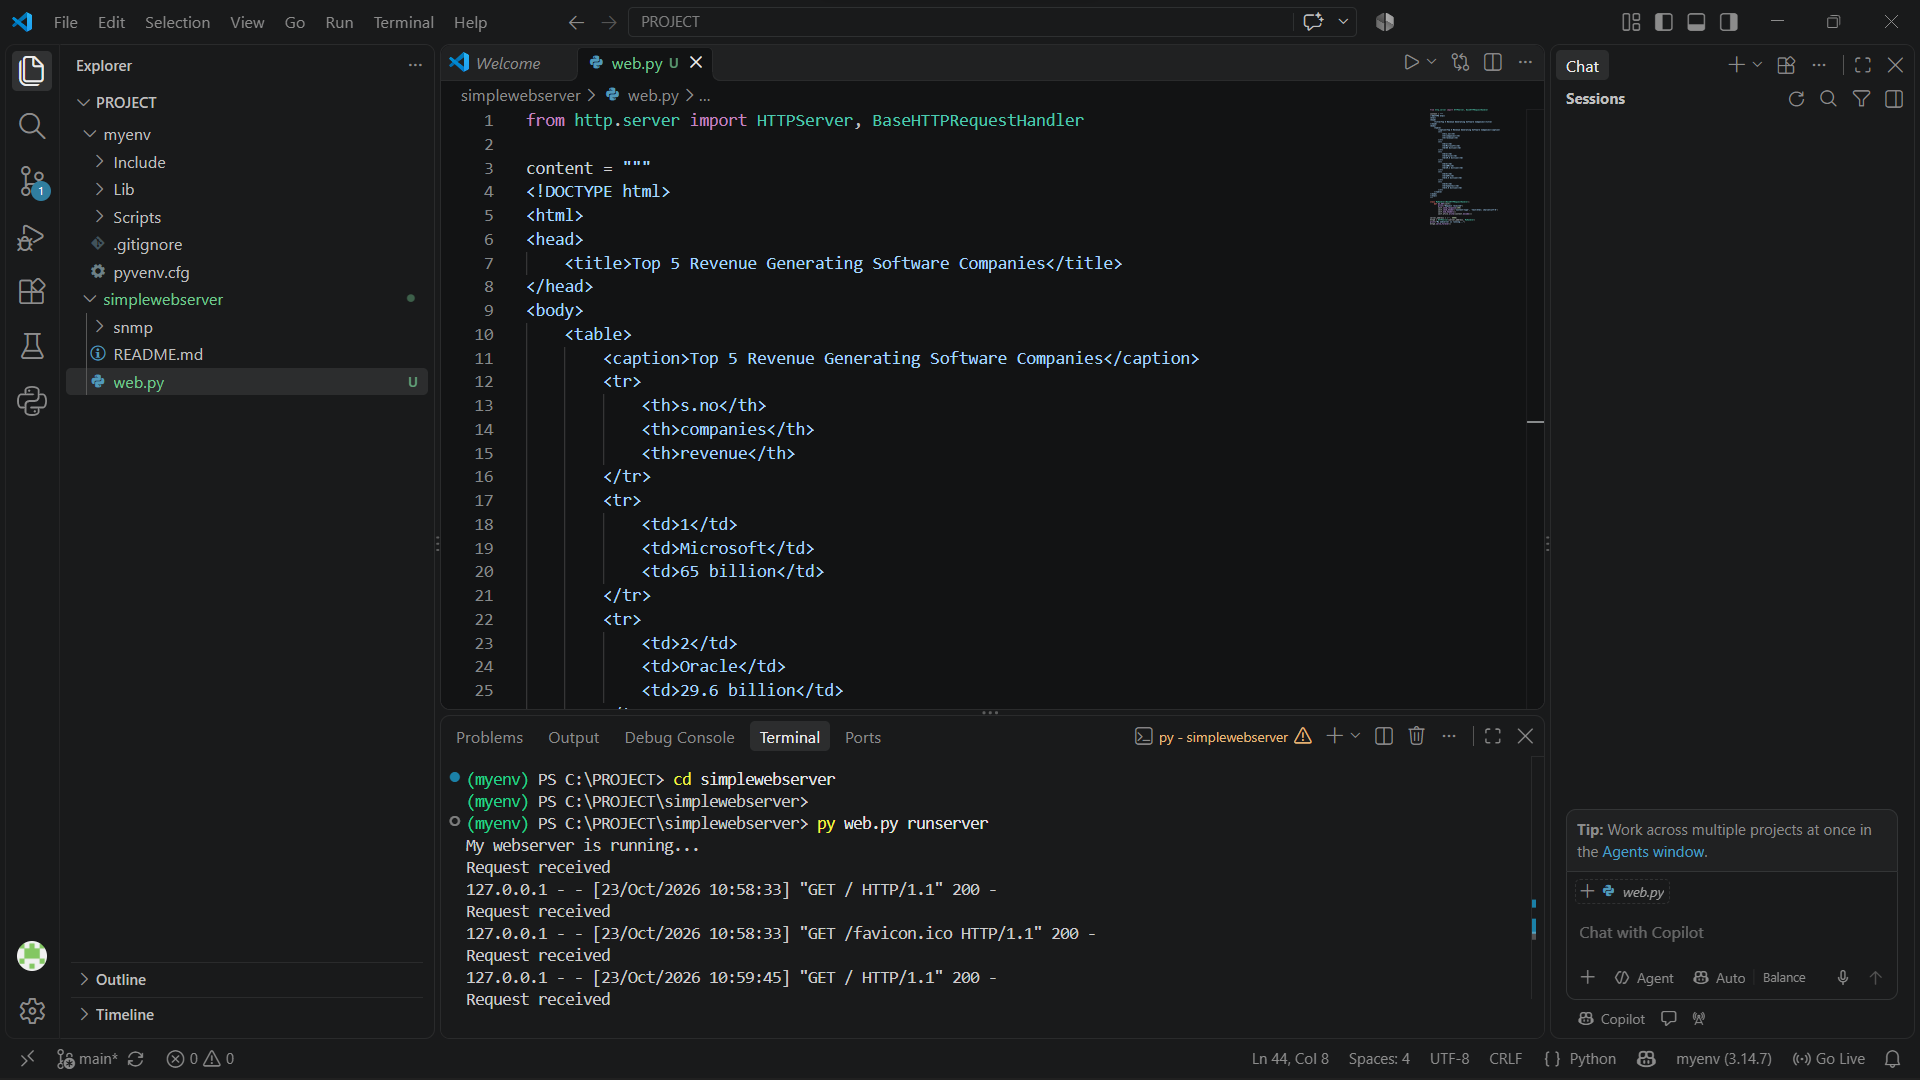 File Edit Selection View Go Run Terminal Help
PROJECT
Explorer
PROJECT
myenv
Include
Lib
Scripts
.gitignore
pyvenv.cfg
simplewebserver
snmp
README.md
web.py U
Outline
Timeline
1
Welcome
web.py U
simplewebserver > web.py > ...
1 from http.server import HTTPServer, BaseHTTPRequestHandler
2
3 content = """
4 <!DOCTYPE html>
5 <html>
6 <head>
7 <title>Top 5 Revenue Generating Software Companies</title>
8 </head>
9 <body>
10 <table>
11 <caption>Top 5 Revenue Generating Software Companies</caption>
12 <tr>
13 <th>s.no</th>
14 <th>companies</th>
15 <th>revenue</th>
16 </tr>
17 <tr>
18 <td>1</td>
19 <td>Microsoft</td>
20 <td>65 billion</td>
21 </tr>
22 <tr>
23 <td>2</td>
24 <td>Oracle</td>
25 <td>29.6 billion</td>
Problems Output Debug Console Terminal Ports
py - simplewebserver
(myenv) PS C:\PROJECT> cd simplewebserver
(myenv) PS C:\PROJECT\simplewebserver>
(myenv) PS C:\PROJECT\simplewebserver> py web.py runserver
My webserver is running...
Request received
127.0.0.1 - - [23/Oct/2026 10:58:33] "GET / HTTP/1.1" 200 -
Request received
127.0.0.1 - - [23/Oct/2026 10:58:33] "GET /favicon.ico HTTP/1.1" 200 -
Request received
127.0.0.1 - - [23/Oct/2026 10:59:45] "GET / HTTP/1.1" 200 -
Request received
Chat
Sessions
Tip: Work across multiple projects at once in
the Agents window.
web.py
Chat with Copilot
Agent Auto Balance
Copilot
main* 0 0
Ln 44, Col 8 Spaces: 4 UTF-8 CRLF { } Python myenv (3.14.7) Go Live